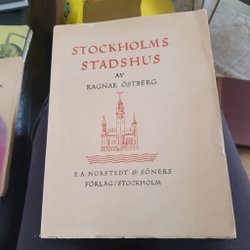 STOCKHOLMS
STADSHUS
AV
RAGNAR ÖSTBERG
P. A. NORSTEDT & SÖNERS
FÖRLAG/STOCKHOLM